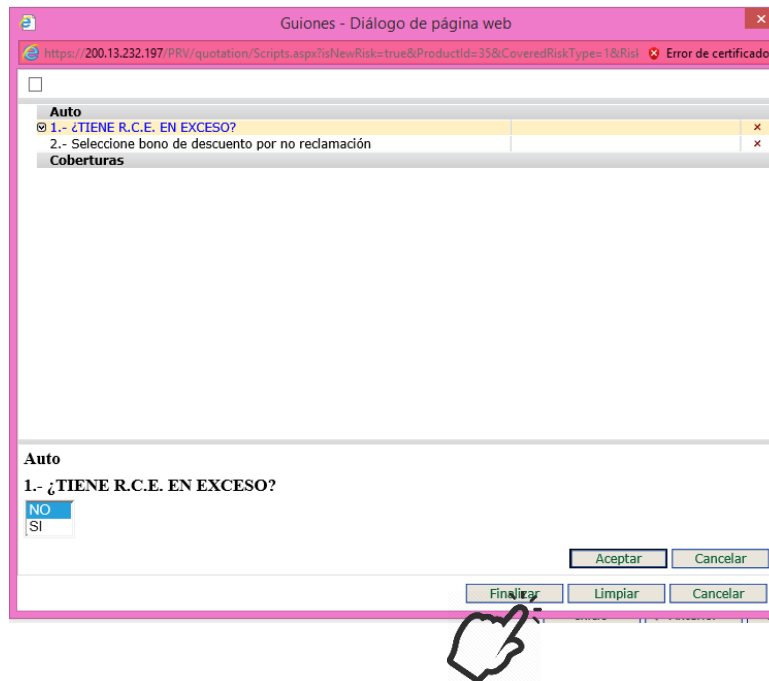 Guiones - Diálogo de página web
https://200.13.232.197/PRV/quotation/Scripts.aspx?isNewRisk=true&ProductId=35&CoveredRiskType=1&Risk Error de certificado
Auto
1.- ¿TIENE R.C.E. EN EXCESO?
2.- Seleccione bono de descuento por no reclamación
Coberturas
Auto
1.- ¿TIENE R.C.E. EN EXCESO?
NO
SI
Aceptar Cancelar
Finalizar Limpiar Cancelar